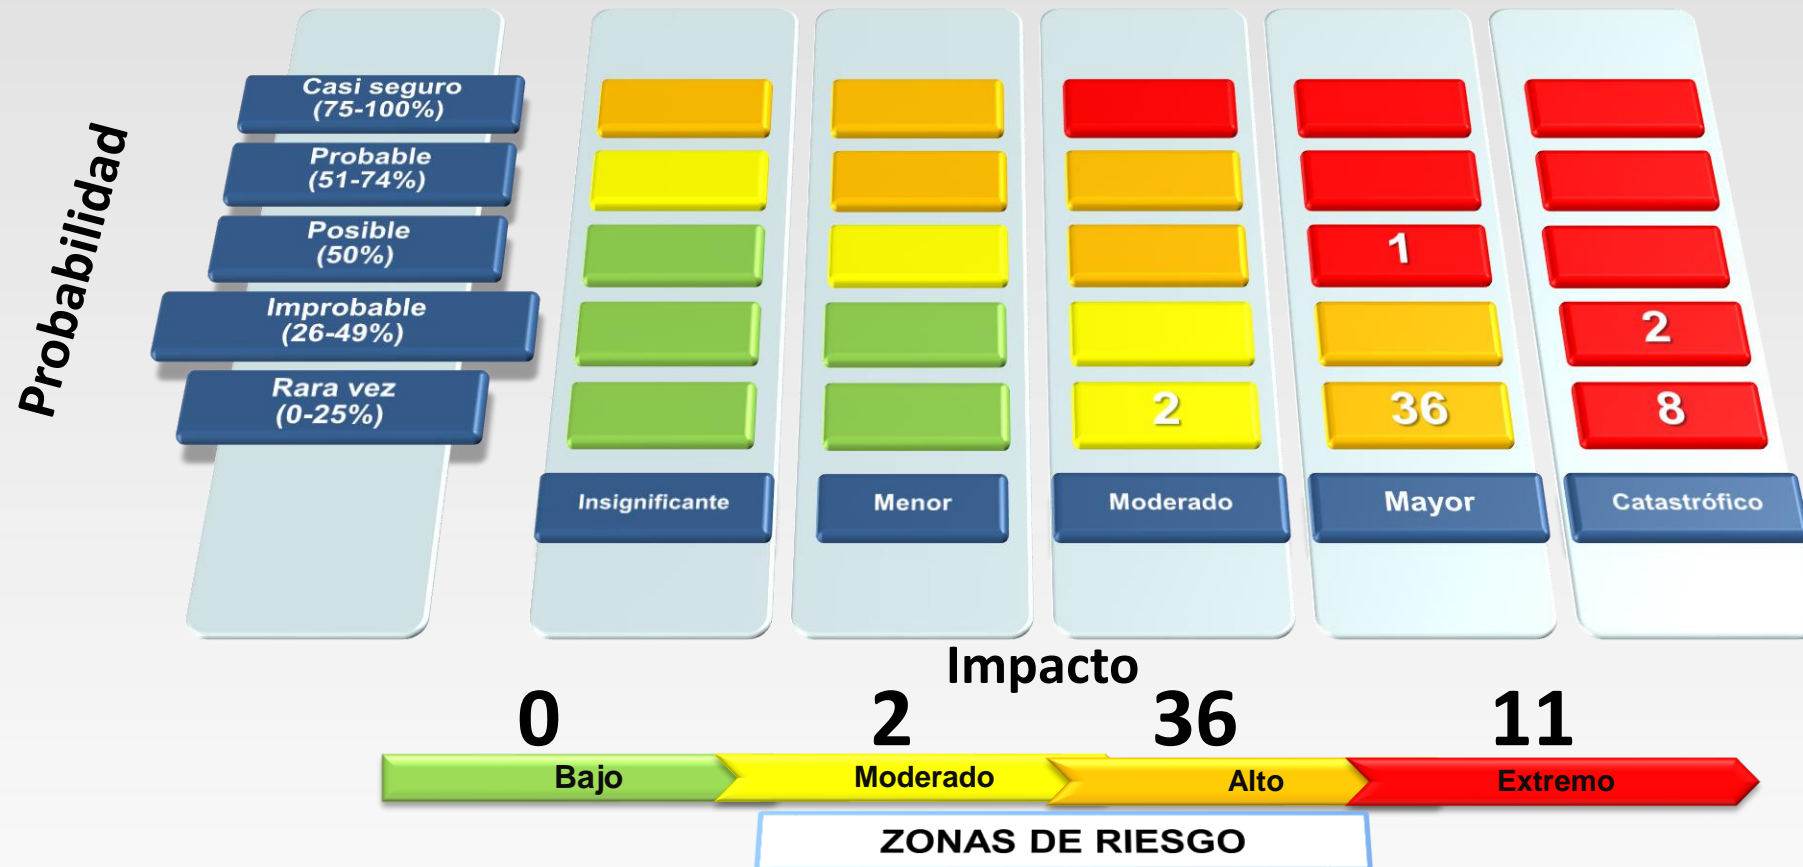 Probabilidad
Casi seguro
(75-100%)
Probable
(51-74%)
Posible
(50%)
1
Improbable
(26-49%)
2
Rara vez
(0-25%)
2
36
8
Insignificante
Menor
Moderado
Mayor
Catastrófico
Impacto
0
2
36
11
Bajo
Moderado
Alto
Extremo
ZONAS DE RIESGO